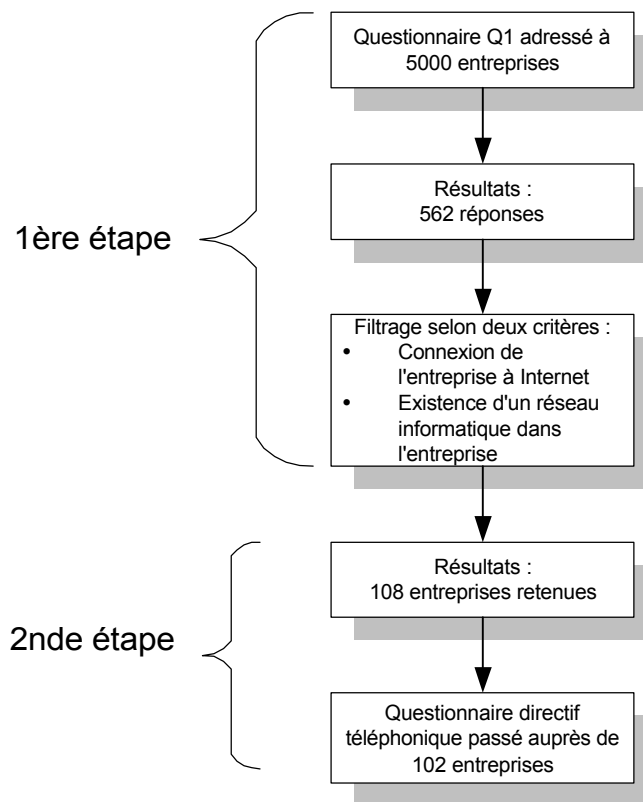 Questionnaire Q1 adressé à
5000 entreprises
Résultats :
562 réponses
1ère étape
Filtrage selon deux critères :
• Connexion de
l'entreprise à Internet
• Existence d'un réseau
informatique dans
l'entreprise
Résultats :
108 entreprises retenues
2nde étape
Questionnaire directif
téléphonique passé auprès de
102 entreprises